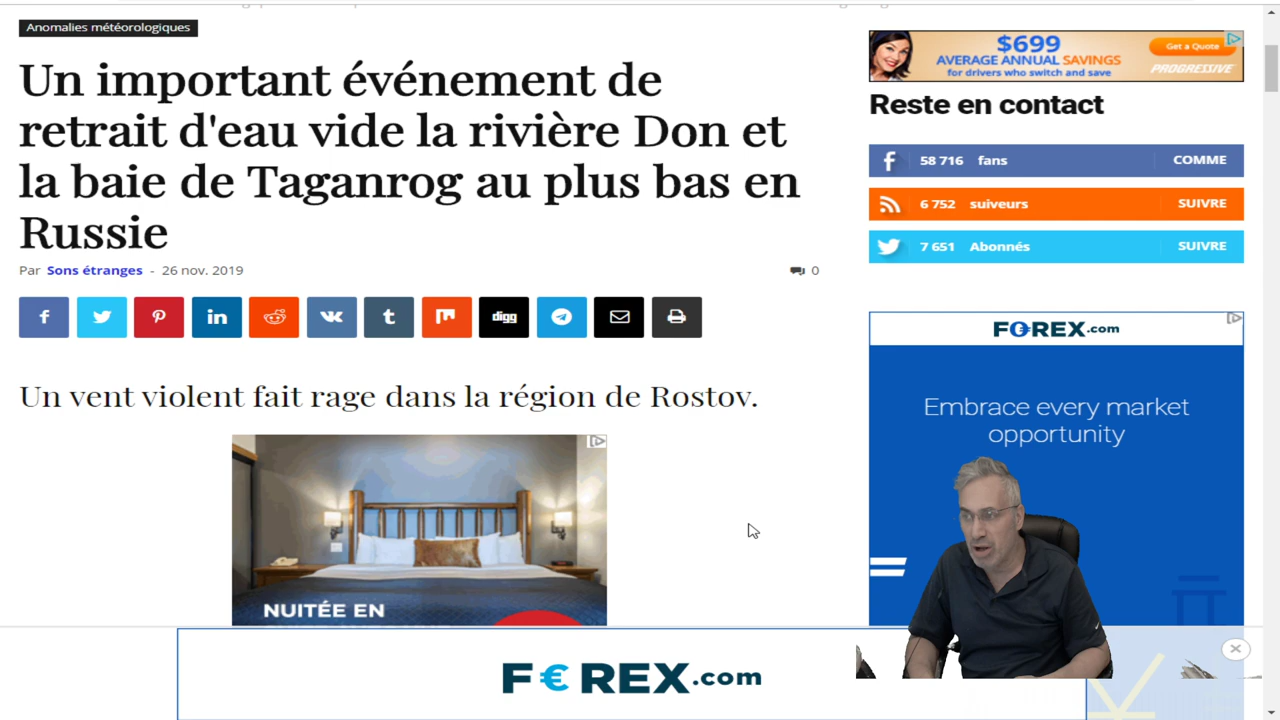 Anomalies météorologiques
Un important événement de
retrait d'eau vide la rivière Don et
la baie de Taganrog au plus bas en
Russie
Par Sons étranges - 26 nov. 2019
0
digg
Un vent violent fait rage dans la région de Rostov.
NUITÉE EN
$699
AVERAGE ANNUAL SAVINGS
for drivers who switch and save
Get a Quote
PROGRESSIVE
Reste en contact
58 716 fans COMME
6 752 suiveurs SUIVRE
7 651 Abonnés SUIVRE
FOREX.com
Embrace every market
opportunity
F€REX.com